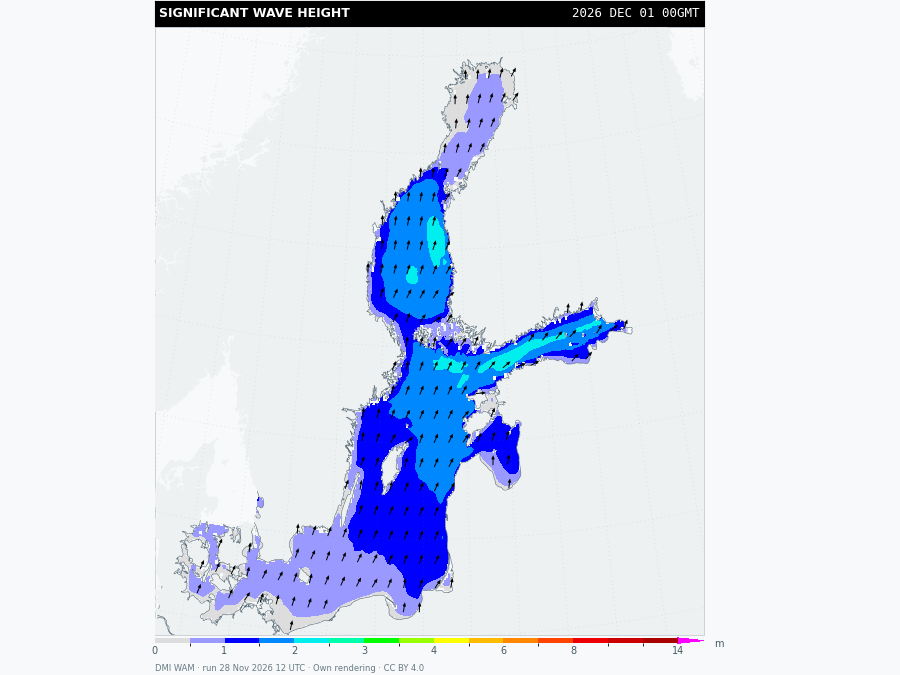 SIGNIFICANT WAVE HEIGHT 2026 DEC 01 00GMT
0 1 2 3 4 6 8 14 m
DMI WAM · run 28 Nov 2026 12 UTC · Own rendering · CC BY 4.0